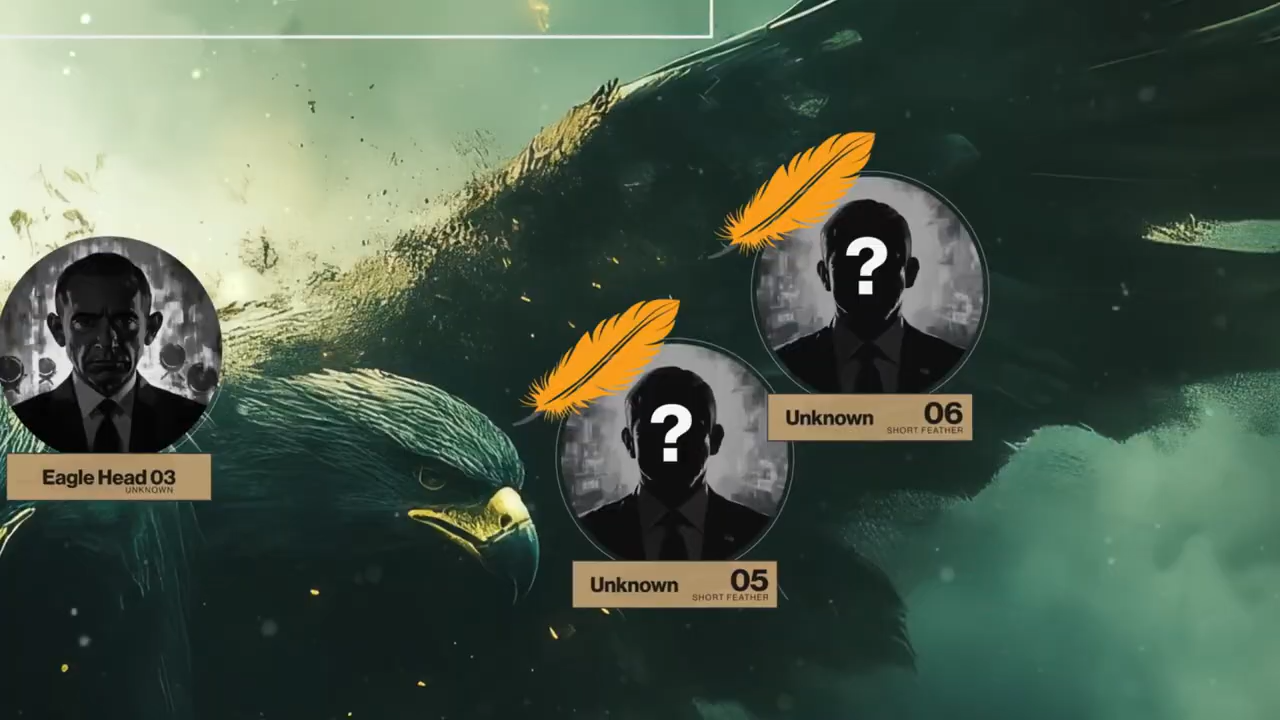 ?
?
Unknown 06
SHORT FEATHER
Eagle Head 03
UNKNOWN
Unknown 05
SHORT FEATHER